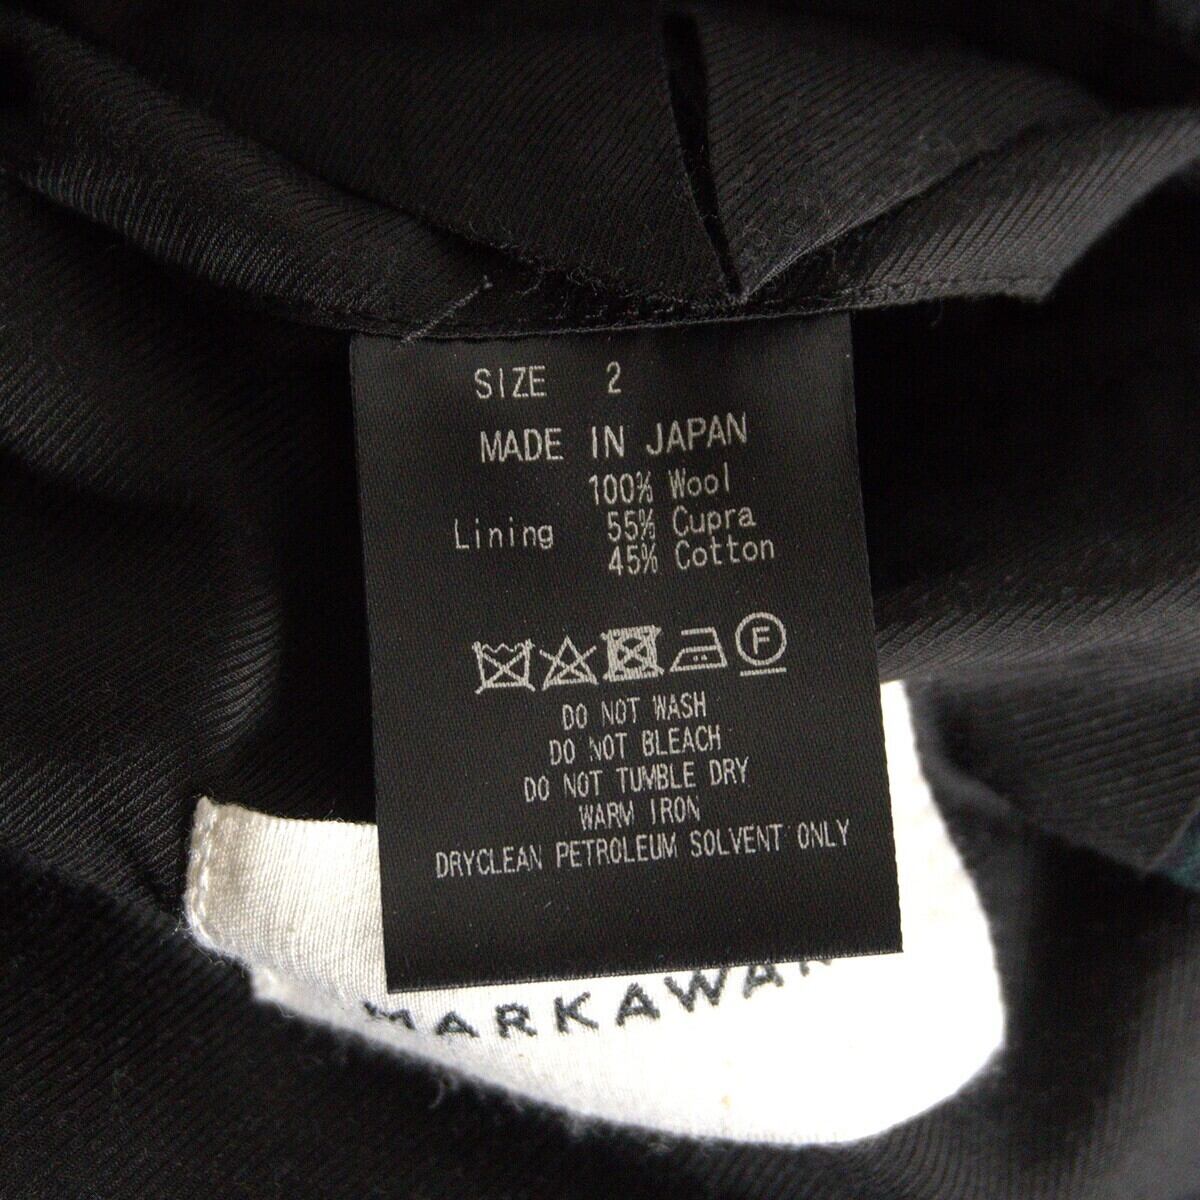 SIZE 2
MADE IN JAPAN
100% Wool
Lining 55% Cupra
45% Cotton
F
DO NOT WASH
DO NOT BLEACH
DO NOT TUMBLE DRY
WARM IRON
DRYCLEAN PETROLEUM SOLVENT ONLY
MARKAWA